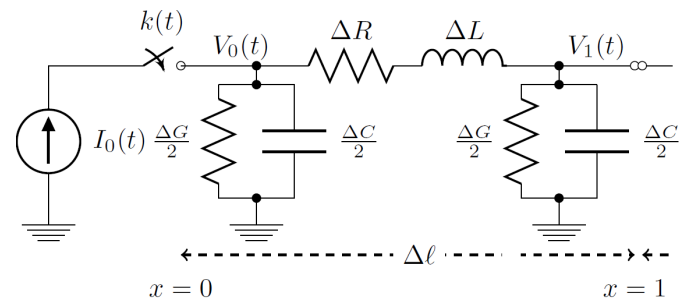 k(t)
V₀(t) ΔR ΔL V₁(t)
I₀(t) ΔG/2 ΔC/2 ΔG/2 ΔC/2
Δℓ
x = 0 x = 1